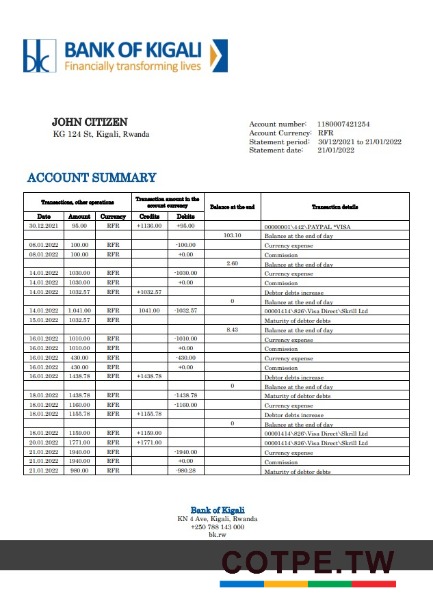 bk
BANK OF KIGALI
Financially transforming lives
JOHN CITIZEN
KG 124 St, Kigali, Rwanda
Account number: 1180007421254
Account Currency: RFR
Statement period: 30/12/2021 to 21/01/2022
Statement date: 21/01/2022
ACCOUNT SUMMARY
Transactions, other operations Transaction amount in the account currency Balance at the end Transaction details
Date Amount Currency Credits Debits
30.12.2021 95.00 RFR +1130.00 +95.00 00000001\442\PAYPAL *VISA
103.10 Balance at the end of day
08.01.2022 100.00 RFR -100.00 Currency expense
08.01.2022 100.00 RFR +0.00 Commission
2.60 Balance at the end of day
14.01.2022 1030.00 RFR -1030.00 Currency expense
14.01.2022 1030.00 RFR +0.00 Commission
14.01.2022 1032.57 RFR +1032.57 Debtor debts increase
0 Balance at the end of day
14.01.2022 1.041.00 RFR 1041.00 -1032.57 00001414\826\Visa Direct\Skrill Ltd
15.01.2022 1032.57 RFR Maturity of debtor debts
8.43 Balance at the end of day
16.01.2022 1010.00 RFR -1010.00 Currency expense
16.01.2022 1010.00 RFR +0.00 Commission
16.01.2022 430.00 RFR -430.00 Currency expense
16.01.2022 430.00 RFR +0.00 Commission
16.01.2022 1438.78 RFR +1438.78 Debtor debts increase
0 Balance at the end of day
18.01.2022 1438.78 RFR -1438.78 Maturity of debtor debts
18.01.2022 1160.00 RFR -1160.00 Currency expense
18.01.2022 1155.78 RFR +1155.78 Debtor debts increase
0 Balance at the end of day
18.01.2022 1159.00 RFR +1159.00 00001414\826\Visa Direct\Skrill Ltd
20.01.2022 1771.00 RFR +1771.00 00001414\826\Visa Direct\Skrill Ltd
21.01.2022 1940.00 RFR -1940.00 Currency expense
21.01.2022 1940.00 RFR +0.00 Commission
21.01.2022 980.00 RFR -980.28 Maturity of debtor debts
Bank of Kigali
KN 4 Ave, Kigali, Rwanda
+250 788 143 000
bk.rw
COTPE.TW